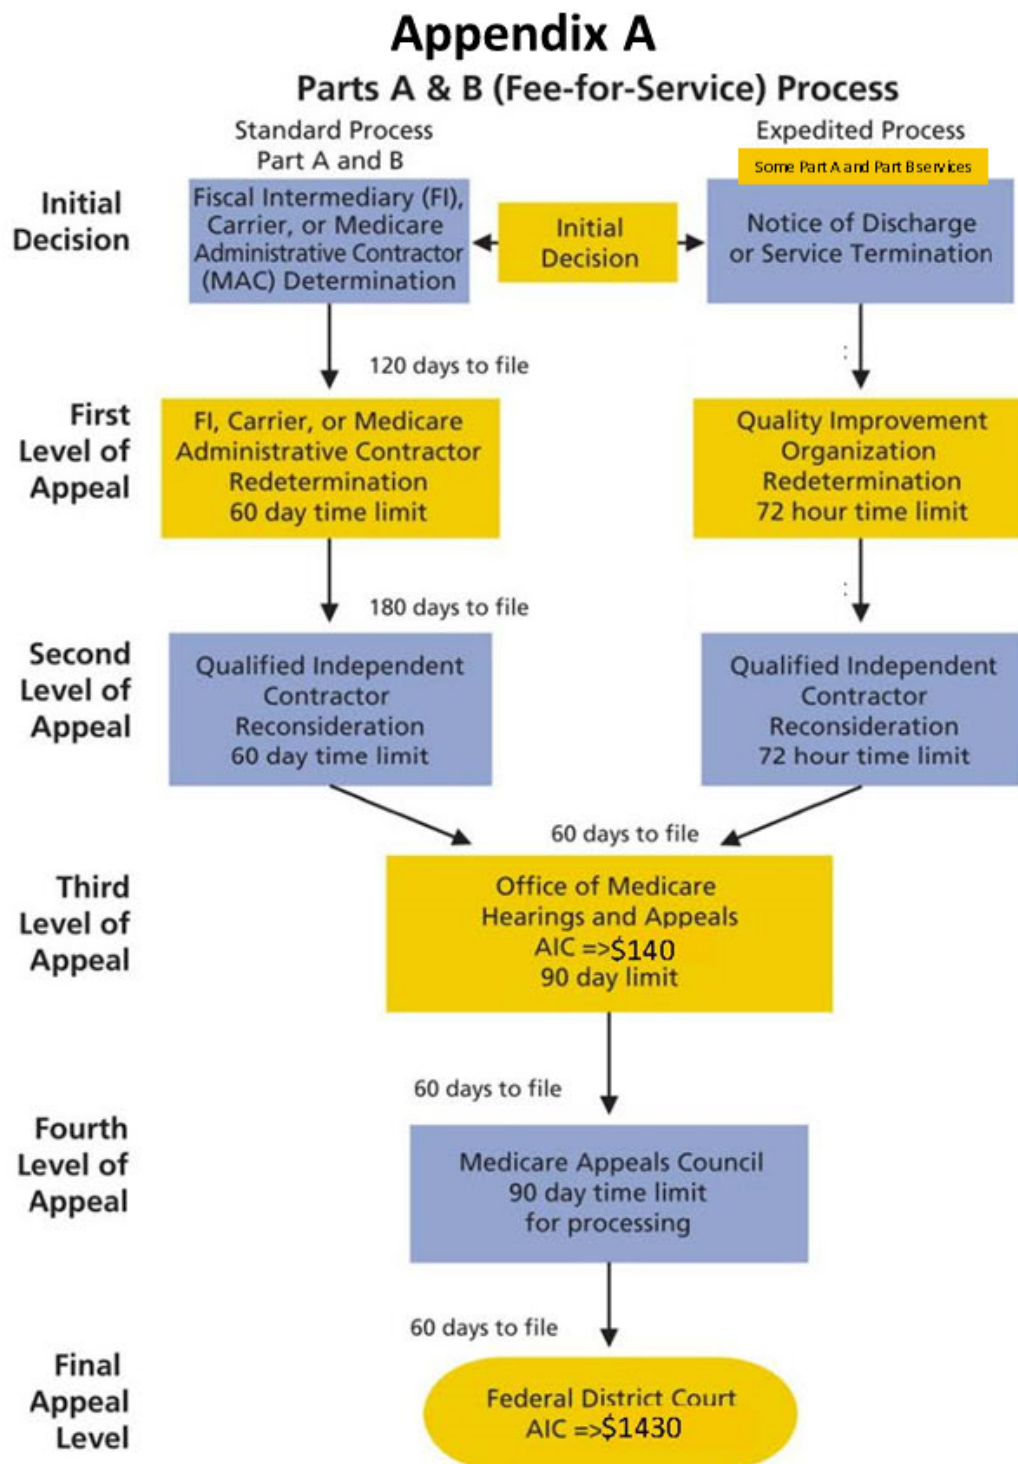 Appendix A
Parts A & B (Fee-for-Service) Process
Standard Process
Part A and B
Expedited Process
Some Part A and Part B services
Initial
Decision
Fiscal Intermediary (FI),
Carrier, or Medicare
Administrative Contractor
(MAC) Determination
Initial
Decision
Notice of Discharge
or Service Termination
120 days to file
:
First
Level of
Appeal
FI, Carrier, or Medicare
Administrative Contractor
Redetermination
60 day time limit
Quality Improvement
Organization
Redetermination
72 hour time limit
180 days to file
:
Second
Level of
Appeal
Qualified Independent
Contractor
Reconsideration
60 day time limit
Qualified Independent
Contractor
Reconsideration
72 hour time limit
60 days to file
Third
Level of
Appeal
Office of Medicare
Hearings and Appeals
AIC =>$140
90 day limit
60 days to file
Fourth
Level of
Appeal
Medicare Appeals Council
90 day time limit
for processing
60 days to file
Final
Appeal
Level
Federal District Court
AIC =>$1430